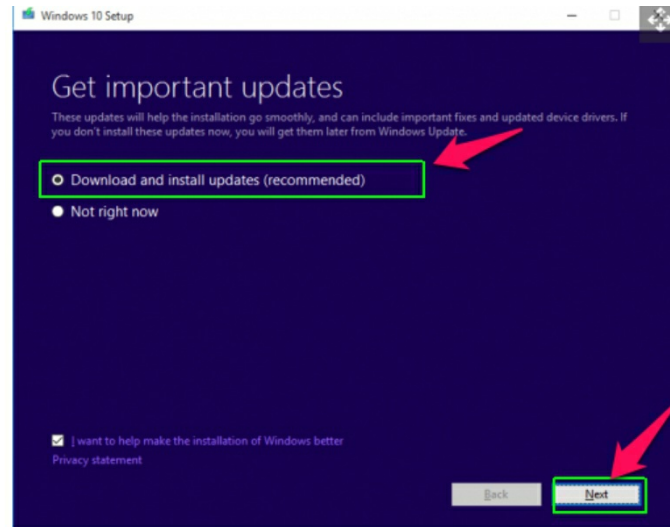 Windows 10 Setup
Get important updates
These updates will help the installation go smoothly, and can include important fixes and updated device drivers. If
you don't install these updates now, you will get them later from Windows Update.
Download and install updates (recommended)
Not right now
I want to help make the installation of Windows better
Privacy statement
Back
Next